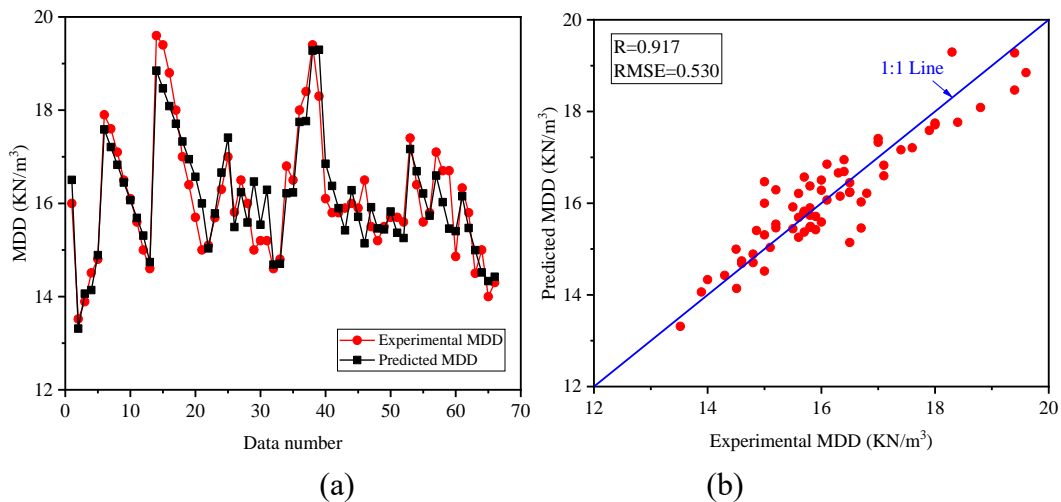 20
18
16
14
12
MDD (KN/m³)
0 10 20 30 40 50 60 70
Data number
Experimental MDD
Predicted MDD
(a)
20
18
16
14
12
Predicted MDD (KN/m³)
R=0.917
RMSE=0.530
1:1 Line
12 14 16 18 20
Experimental MDD (KN/m³)
(b)